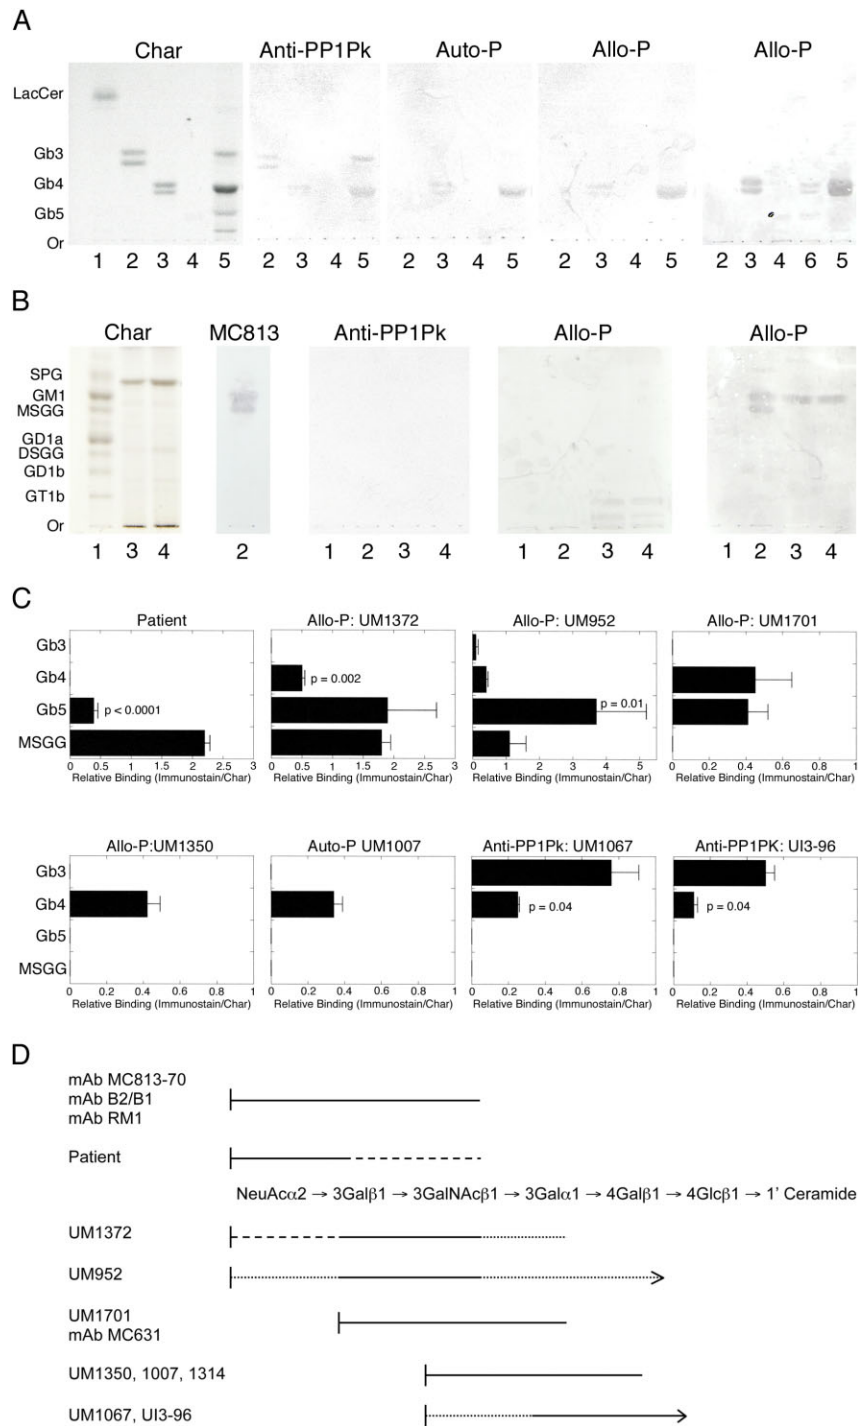 A
Char Anti-PP1Pk Auto-P Allo-P Allo-P
LacCer
Gb3
Gb4
Gb5
Or
1 2 3 4 5 2 3 4 5 2 3 4 5 2 3 4 5 2 3 4 6 5
B
Char MC813 Anti-PP1Pk Allo-P Allo-P
SPG
GM1
MSGG
GD1a
DSGG
GD1b
GT1b
Or
1 3 4 2 1 2 3 4 1 2 3 4 1 2 3 4
C
Patient Allo-P: UM1372 Allo-P: UM952 Allo-P: UM1701
Gb3
Gb4 p = 0.002
Gb5 p < 0.0001 p = 0.01
MSGG
0 0.5 1 1.5 2 2.5 3 0 0.5 1 1.5 2 2.5 3 0 1 2 3 4 5 0 0.2 0.4 0.6 0.8 1
Relative Binding (Immunostain/Char) Relative Binding (Immunostain/Char) Relative Binding (Immunostain/Char) Relative Binding (Immunostain/Char)
Allo-P:UM1350 Auto-P UM1007 Anti-PP1Pk: UM1067 Anti-PP1PK: UI3-96
Gb3
Gb4 p = 0.04 p = 0.04
Gb5
MSGG
0 0.2 0.4 0.6 0.8 1 0 0.2 0.4 0.6 0.8 1 0 0.2 0.4 0.6 0.8 1 0 0.2 0.4 0.6 0.8 1
Relative Binding (Immunostain/Char) Relative Binding (Immunostain/Char) Relative Binding (Immunostain/Char) Relative Binding (Immunostain/Char)
D
mAb MC813-70
mAb B2/B1
mAb RM1
Patient
NeuAcα2 → 3Galβ1 → 3GalNAcβ1 → 3Galα1 → 4Galβ1 → 4Glcβ1 → 1' Ceramide
UM1372
UM952
UM1701
mAb MC631
UM1350, 1007, 1314
UM1067, UI3-96